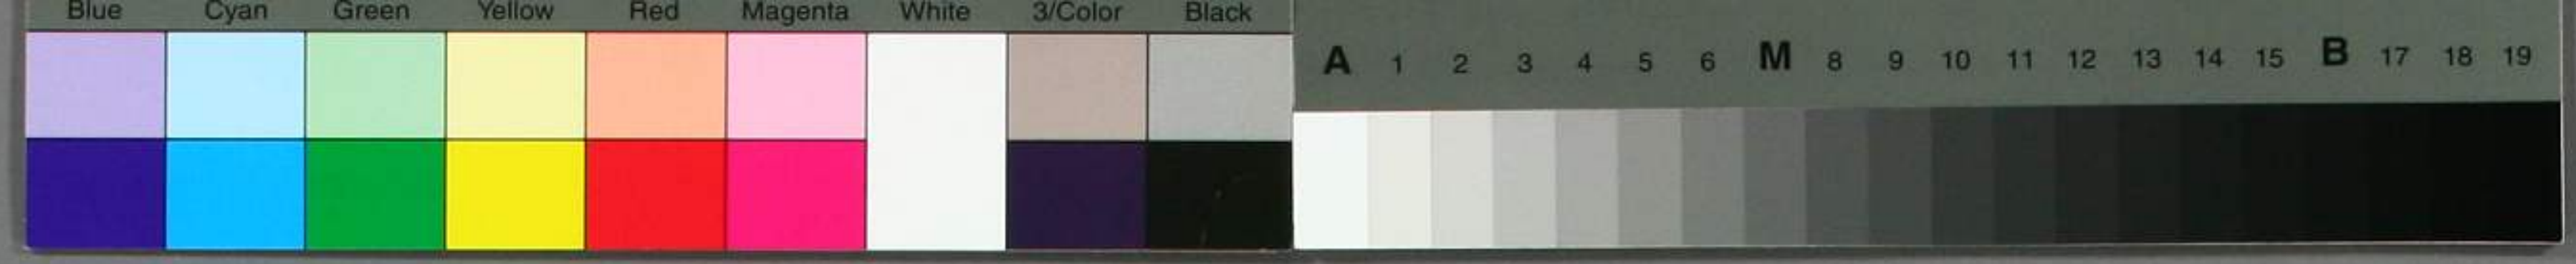 Blue Cyan Green Yellow Red Magenta White 3/Color Black
A 1 2 3 4 5 6 M 8 9 10 11 12 13 14 15 B 17 18 19